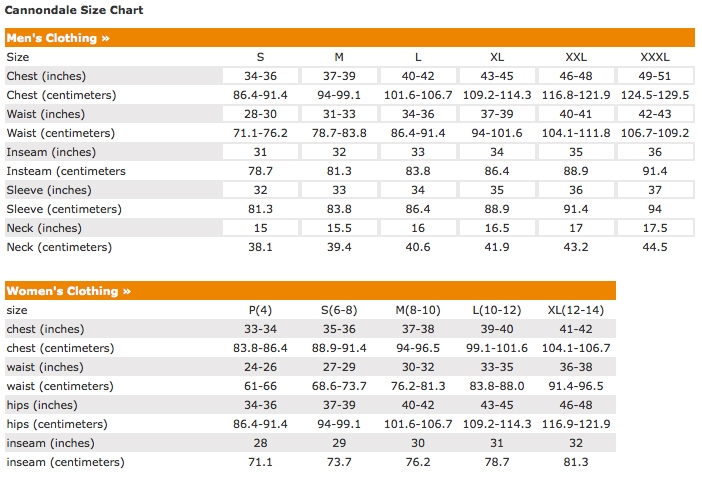 Cannondale Size Chart
Men's Clothing »
Size S M L XL XXL XXXL
Chest (inches) 34-36 37-39 40-42 43-45 46-48 49-51
Chest (centimeters) 86.4-91.4 94-99.1 101.6-106.7 109.2-114.3 116.8-121.9 124.5-129.5
Waist (inches) 28-30 31-33 34-36 37-39 40-41 42-43
Waist (centimeters) 71.1-76.2 78.7-83.8 86.4-91.4 94-101.6 104.1-111.8 106.7-109.2
Inseam (inches) 31 32 33 34 35 36
Insteam (centimeters 78.7 81.3 83.8 86.4 88.9 91.4
Sleeve (inches) 32 33 34 35 36 37
Sleeve (centimeters) 81.3 83.8 86.4 88.9 91.4 94
Neck (inches) 15 15.5 16 16.5 17 17.5
Neck (centimeters) 38.1 39.4 40.6 41.9 43.2 44.5
Women's Clothing »
size P(4) S(6-8) M(8-10) L(10-12) XL(12-14)
chest (inches) 33-34 35-36 37-38 39-40 41-42
chest (centimeters) 83.8-86.4 88.9-91.4 94-96.5 99.1-101.6 104.1-106.7
waist (inches) 24-26 27-29 30-32 33-35 36-38
waist (centimeters) 61-66 68.6-73.7 76.2-81.3 83.8-88.0 91.4-96.5
hips (inches) 34-36 37-39 40-42 43-45 46-48
hips (centimeters) 86.4-91.4 94-99.1 101.6-106.7 109.2-114.3 116.9-121.9
inseam (inches) 28 29 30 31 32
inseam (centimeters) 71.1 73.7 76.2 78.7 81.3